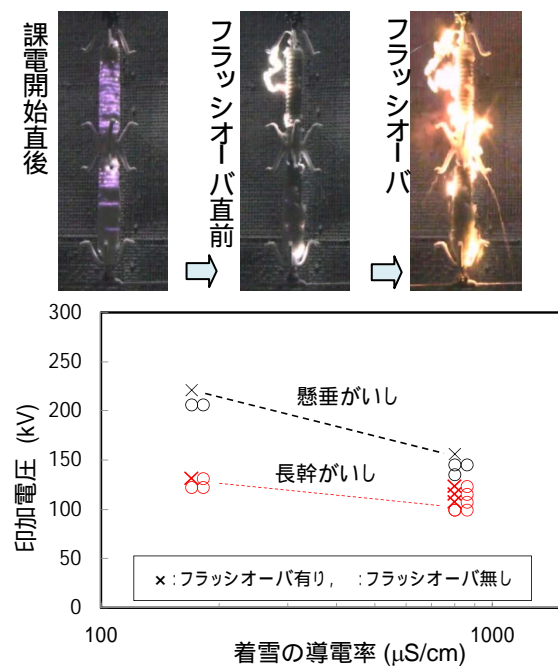 課電開始直後
フラッシオーバ直前
フラッシオーバ
300
250
200
150
100
50
0
印加電圧 (kV)
懸垂がいし
長幹がいし
×:フラッシオーバ有り, :フラッシオーバ無し
100
1000
着雪の導電率 (μS/cm)